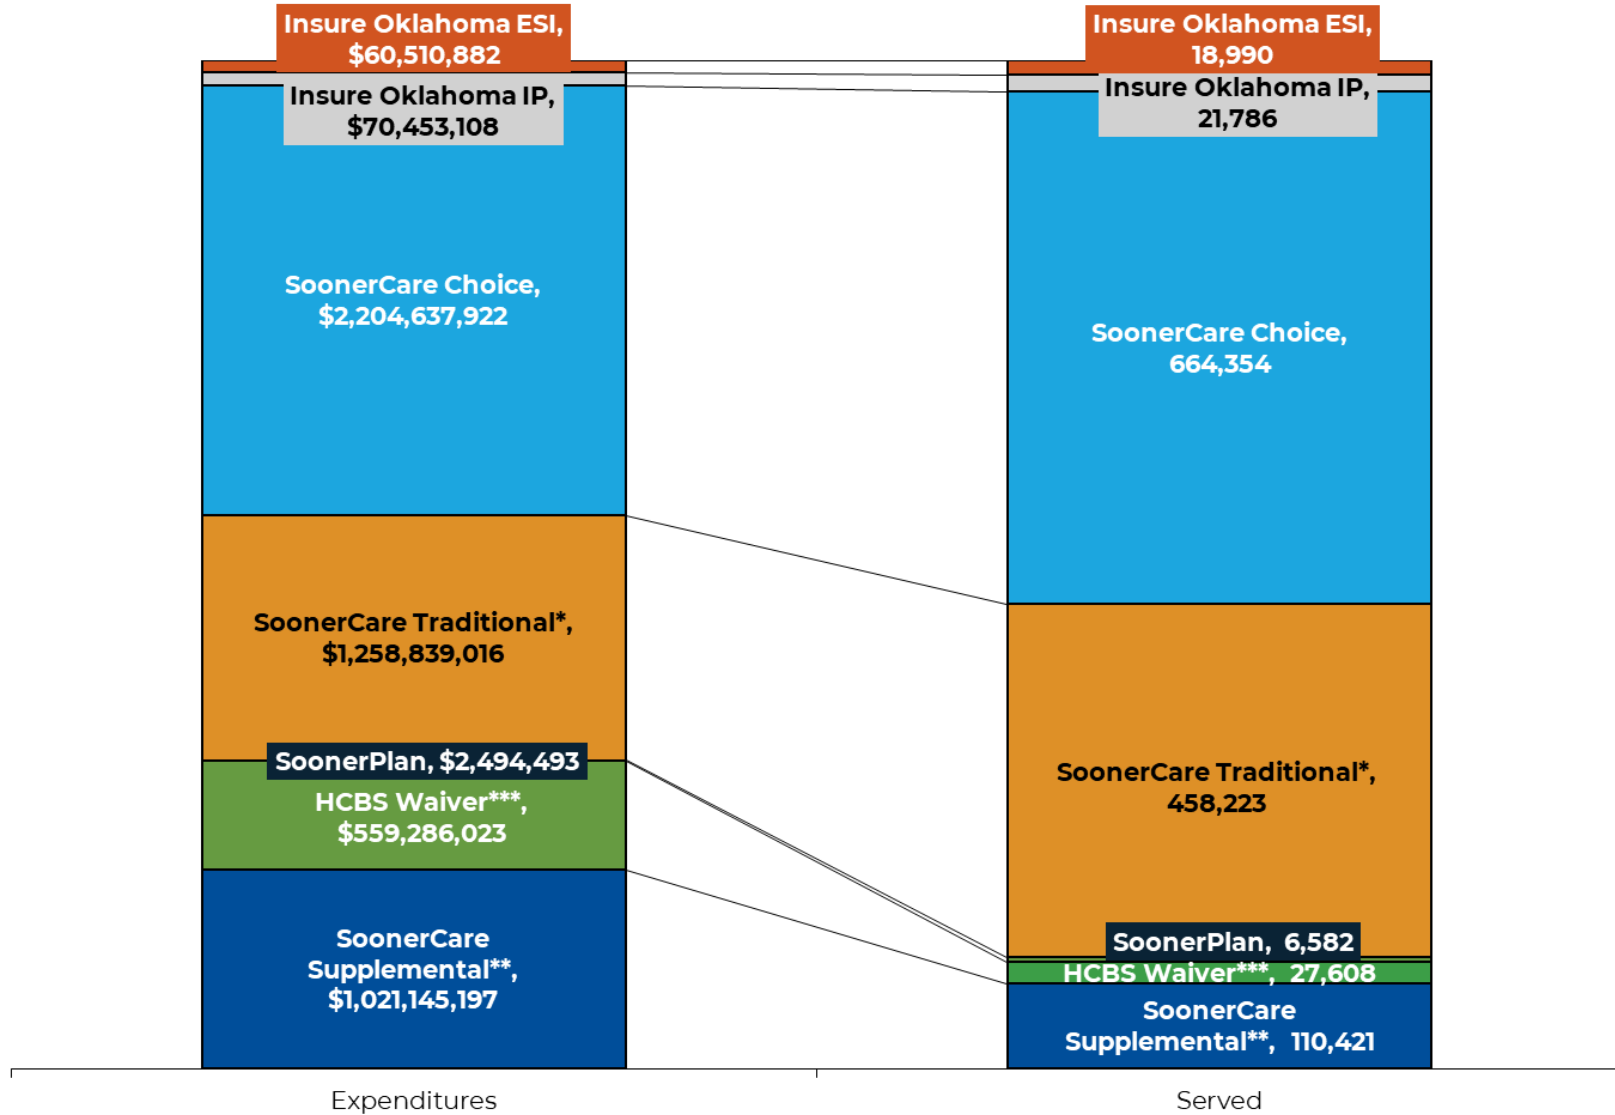 Insure Oklahoma ESI,
$60,510,882
Insure Oklahoma IP,
$70,453,108
SoonerCare Choice,
$2,204,637,922
SoonerCare Traditional*,
$1,258,839,016
SoonerPlan, $2,494,493
HCBS Waiver***,
$559,286,023
SoonerCare
Supplemental**,
$1,021,145,197
Expenditures
Insure Oklahoma ESI,
18,990
Insure Oklahoma IP,
21,786
SoonerCare Choice,
664,354
SoonerCare Traditional*,
458,223
SoonerPlan, 6,582
HCBS Waiver***, 27,608
SoonerCare
Supplemental**, 110,421
Served